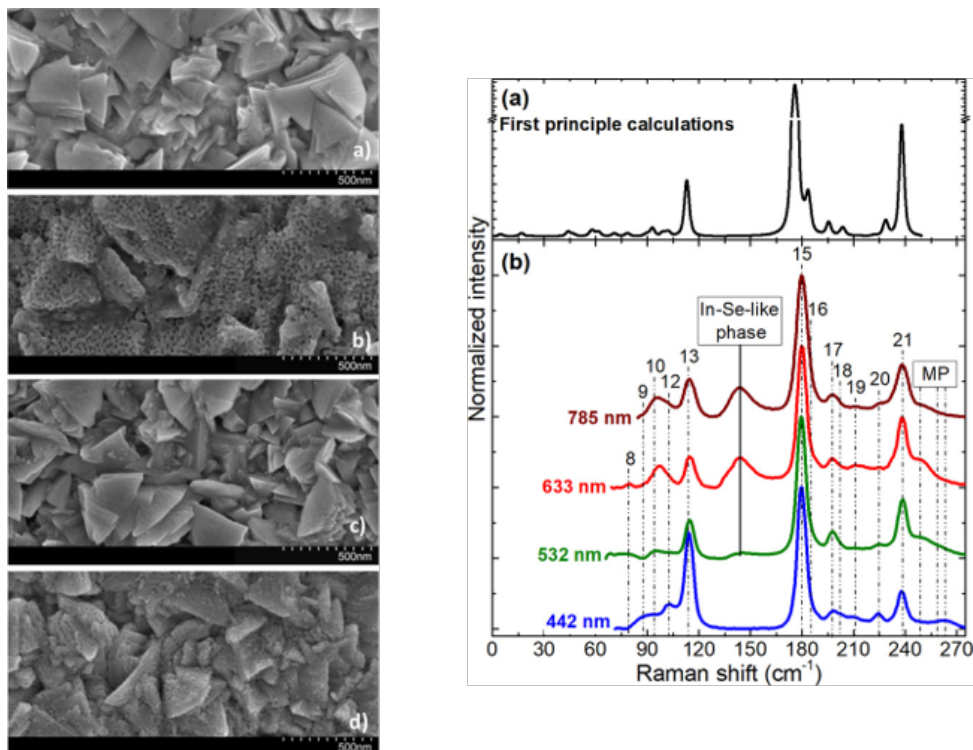 a)
500nm
b)
500nm
c)
500nm
d)
500nm
(a)
First principle calculations
(b)
15
In-Se-like
phase
16
13
10
12
9
8
17
18
19
20
21
MP
785 nm
633 nm
532 nm
442 nm
Normalized intensity
0 30 60 90 120 150 180 210 240 270
Raman shift (cm-1)